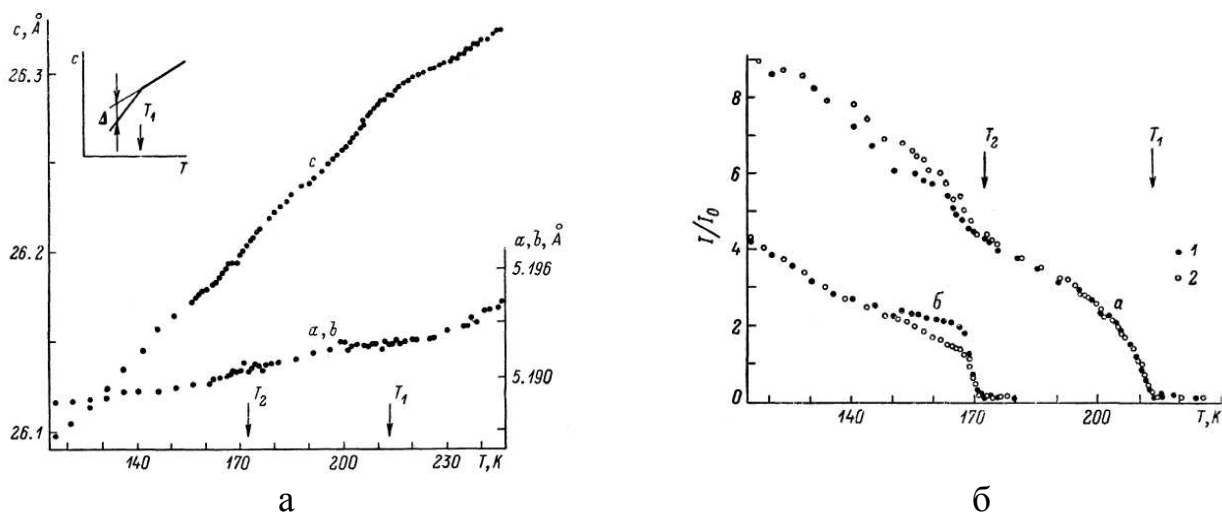 c, Å
26.3
26.2
26.1
c
Δ
T₁
T
c
a, b
a, b, Å
5.196
5.190
T₂
T₁
140
170
200
230
T, K
а
I/I₀
8
6
4
2
0
T₂
T₁
1
2
б
a
140
170
200
T, K
б